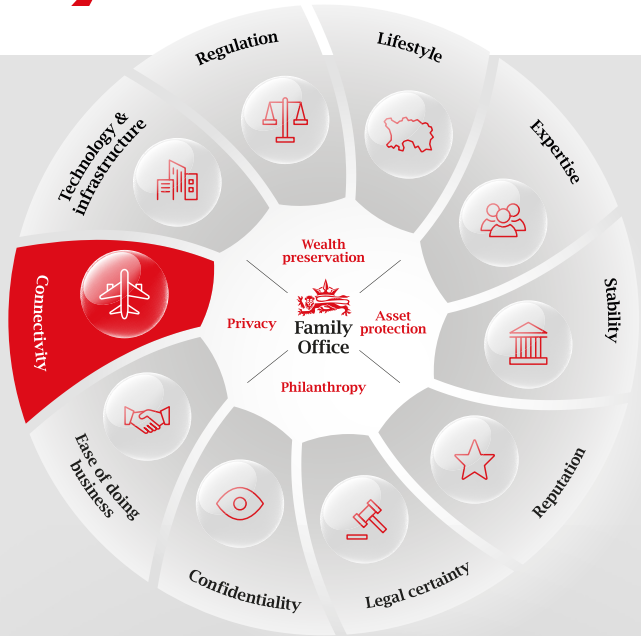 Regulation
Lifestyle
Expertise
Stability
Reputation
Legal certainty
Confidentiality
Ease of doing
business
Connectivity
Technology &
infrastructure
Wealth
preservation
Privacy
Family
Office
Asset
protection
Philanthropy